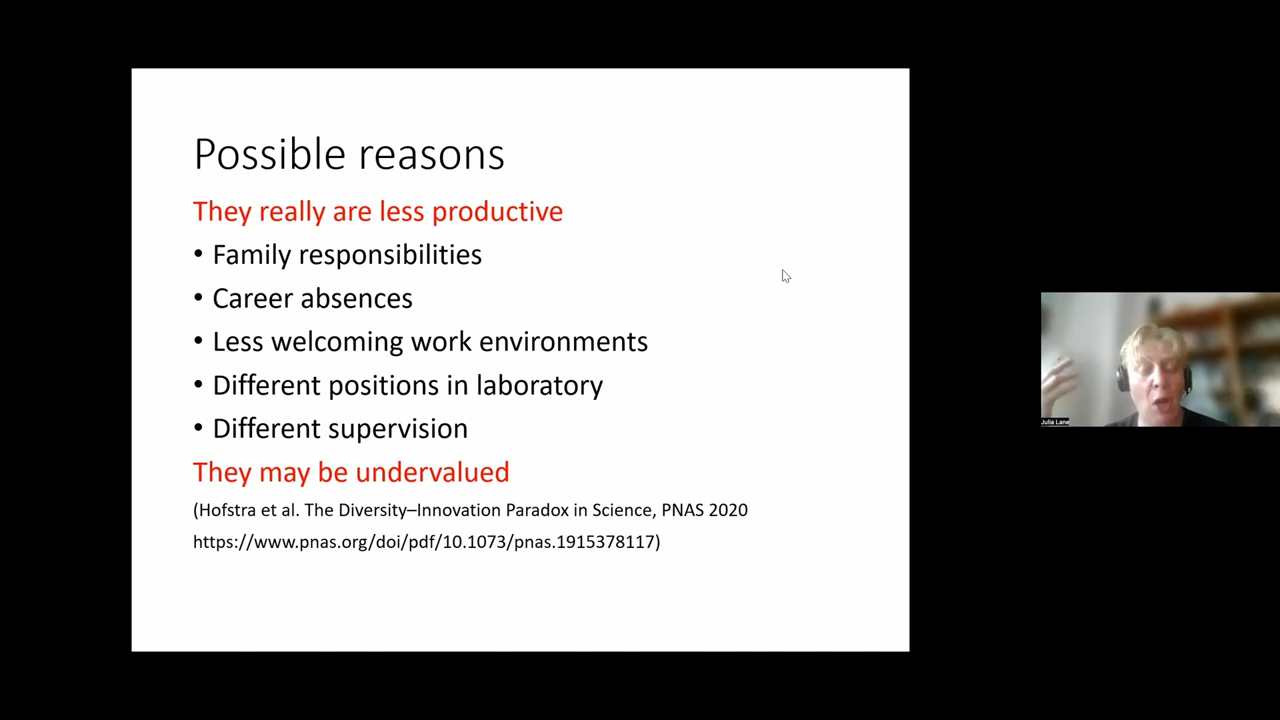 Possible reasons
They really are less productive
• Family responsibilities
• Career absences
• Less welcoming work environments
• Different positions in laboratory
• Different supervision
They may be undervalued
(Hofstra et al. The Diversity–Innovation Paradox in Science, PNAS 2020
https://www.pnas.org/doi/pdf/10.1073/pnas.1915378117)
Julia Lane